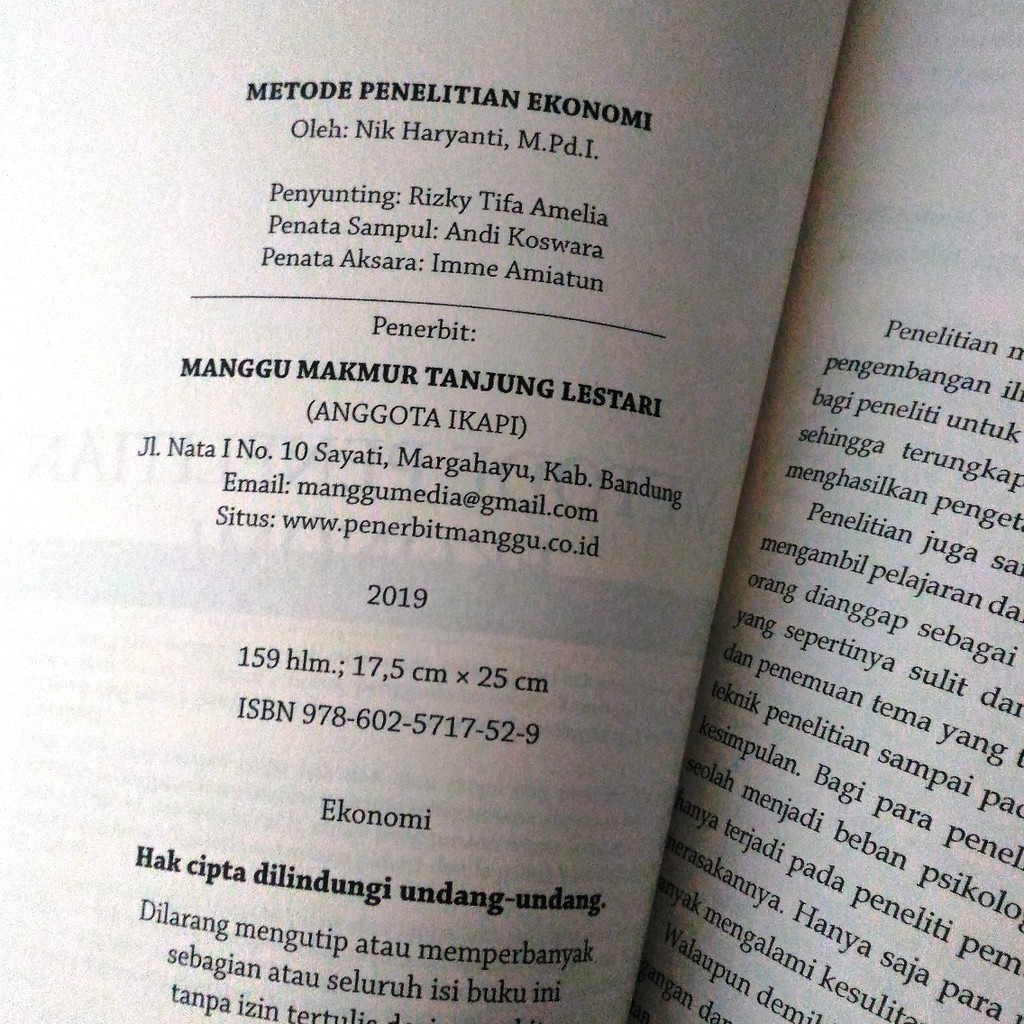 METODE PENELITIAN EKONOMI
Oleh: Nik Haryanti, M.Pd.I.
Penyunting: Rizky Tifa Amelia
Penata Sampul: Andi Koswara
Penata Aksara: Imme Amiatun
Penerbit:
MANGGU MAKMUR TANJUNG LESTARI
(ANGGOTA IKAPI)
Jl. Nata I No. 10 Sayati, Margahayu, Kab. Bandung
Email: manggumedia@gmail.com
Situs: www.penerbitmanggu.co.id
2019
159 hlm.; 17,5 cm × 25 cm
ISBN 978-602-5717-52-9
Ekonomi
Hak cipta dilindungi undang-undang.
Dilarang mengutip atau memperbanyak
sebagian atau seluruh isi buku ini
tanpa izin tertulis
Penelitian
pengembangan
bagi peneliti untuk
sehingga terungkap
menghasilkan
Penelitian juga
mengambil pelajaran
orang dianggap sebagai
yang sepertinya sulit
dan penemuan tema yang
teknik penelitian sampai
kesimpulan. Bagi para
seolah menjadi beban
hanya terjadi pada peneliti
merasakannya. Hanya saja para
mengalami
Walaupun